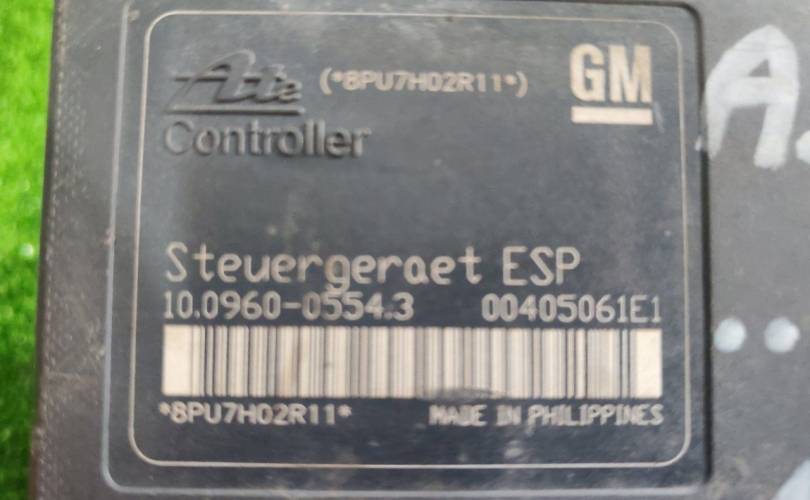 Ate (*8PU7H02R11*) GM
Controller
Steuergeraet ESP
10.0960-0554.3 00405061E1
*8PU7H02R11* MADE IN PHILIPPINES
A